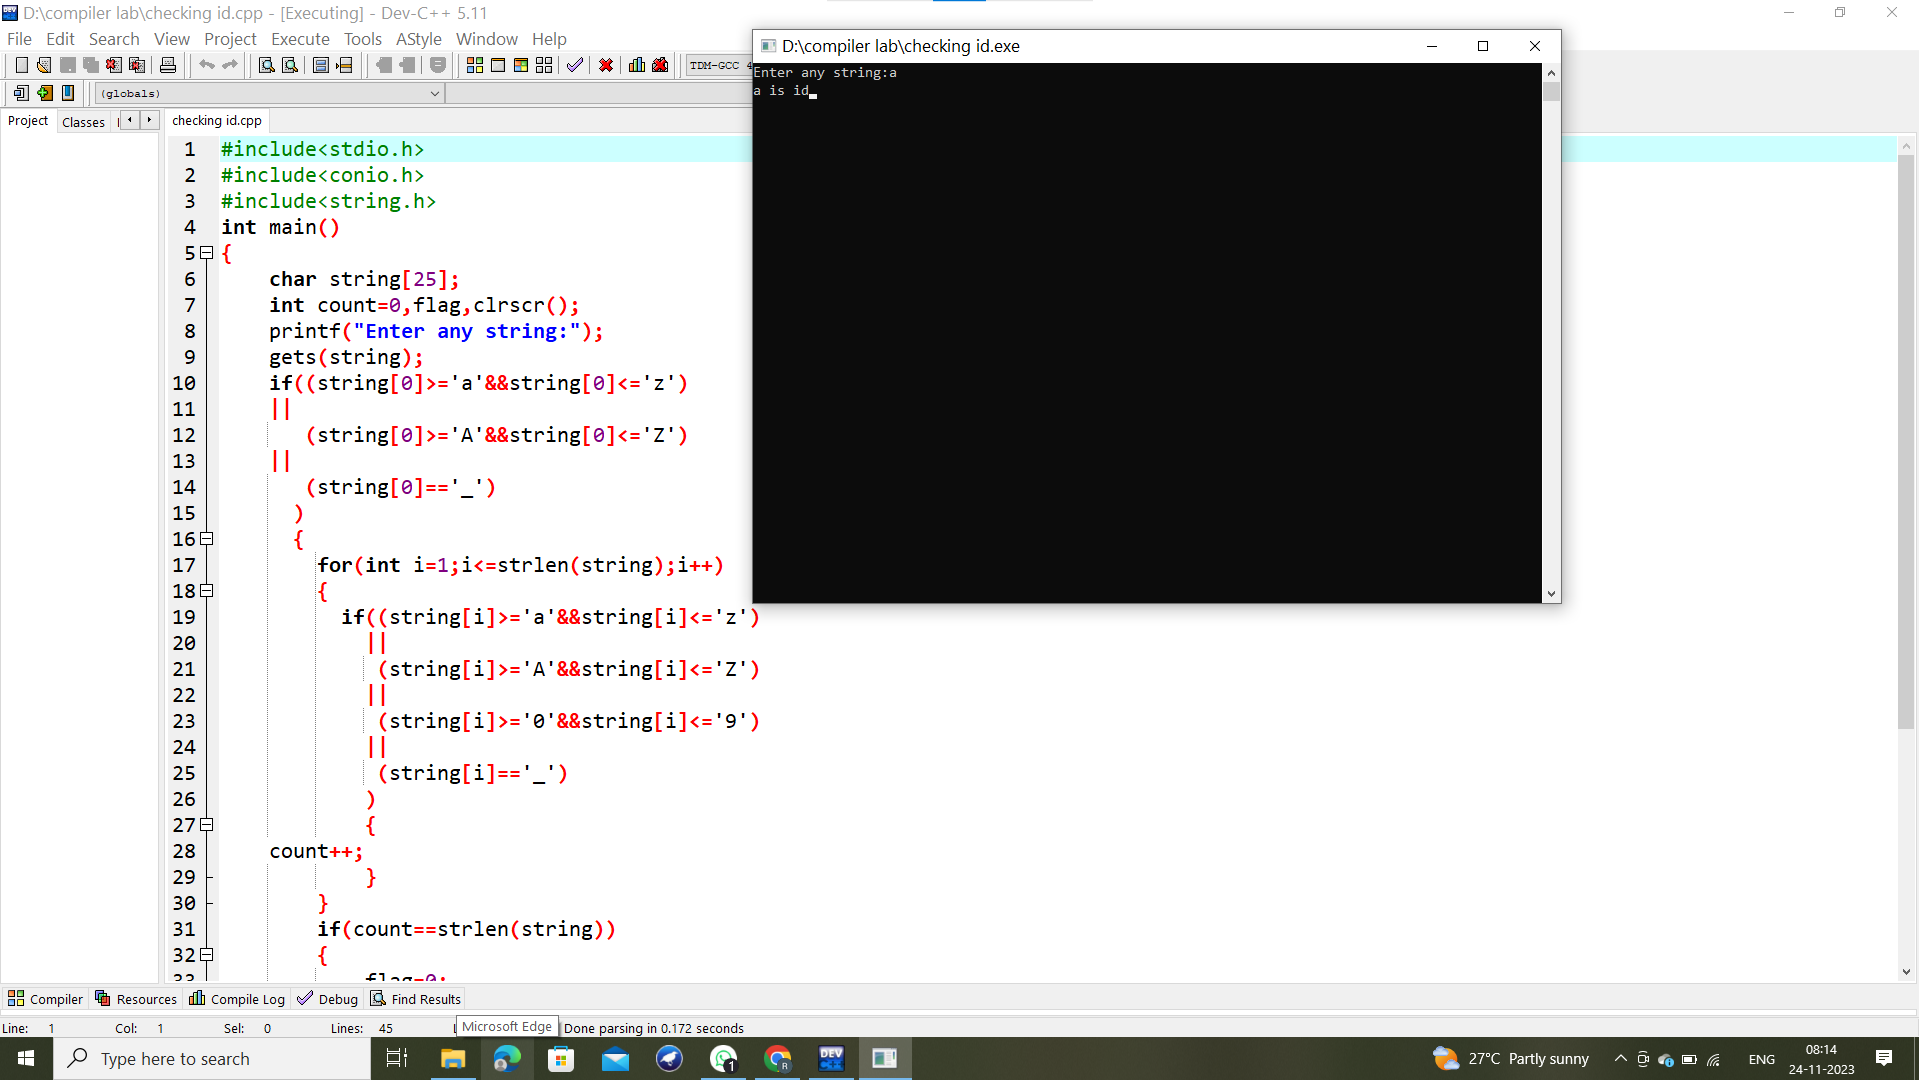 D:\compiler lab\checking id.cpp - [Executing] - Dev-C++ 5.11
File Edit Search View Project Execute Tools AStyle Window Help
TDM-GCC 4
(globals)
Project Classes
checking id.cpp
1 #include<stdio.h>
2 #include<conio.h>
3 #include<string.h>
4 int main()
5 {
6 char string[25];
7 int count=0,flag,clrscr();
8 printf("Enter any string:");
9 gets(string);
10 if((string[0]>='a'&&string[0]<='z')
11 ||
12 (string[0]>='A'&&string[0]<='Z')
13 ||
14 (string[0]=='_')
15 )
16 {
17 for(int i=1;i<=strlen(string);i++)
18 {
19 if((string[i]>='a'&&string[i]<='z')
20 ||
21 (string[i]>='A'&&string[i]<='Z')
22 ||
23 (string[i]>='0'&&string[i]<='9')
24 ||
25 (string[i]=='_')
26 )
27 {
28 count++;
29 }
30 }
31 if(count==strlen(string))
32 {
33 flag=0;
D:\compiler lab\checking id.exe
Enter any string:a
a is id
Compiler Resources Compile Log Debug Find Results
Line: 1 Col: 1 Sel: 0 Lines: 45 Done parsing in 0.172 seconds
Microsoft Edge
Type here to search
DEV
1
R
27°C Partly sunny
ENG
08:14
24-11-2023